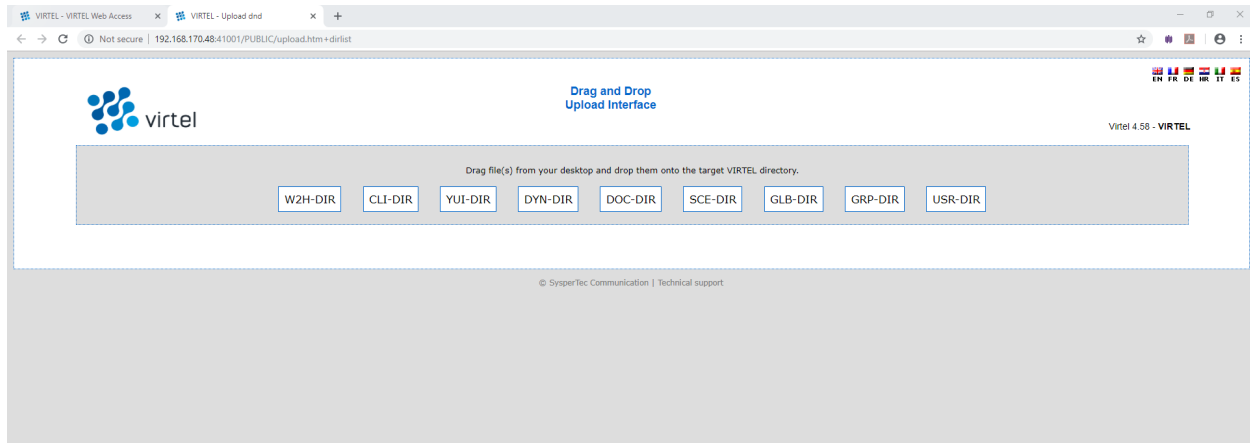 VIRTEL - VIRTEL Web Access
VIRTEL - Upload dnd
Not secure | 192.168.170.48:41001/PUBLIC/upload.htm+dirlist
EN FR DE HR IT ES
virtel
Drag and Drop
Upload Interface
Virtel 4.58 - VIRTEL
Drag file(s) from your desktop and drop them onto the target VIRTEL directory.
W2H-DIR CLI-DIR YUI-DIR DYN-DIR DOC-DIR SCE-DIR GLB-DIR GRP-DIR USR-DIR
© SysperTec Communication | Technical support